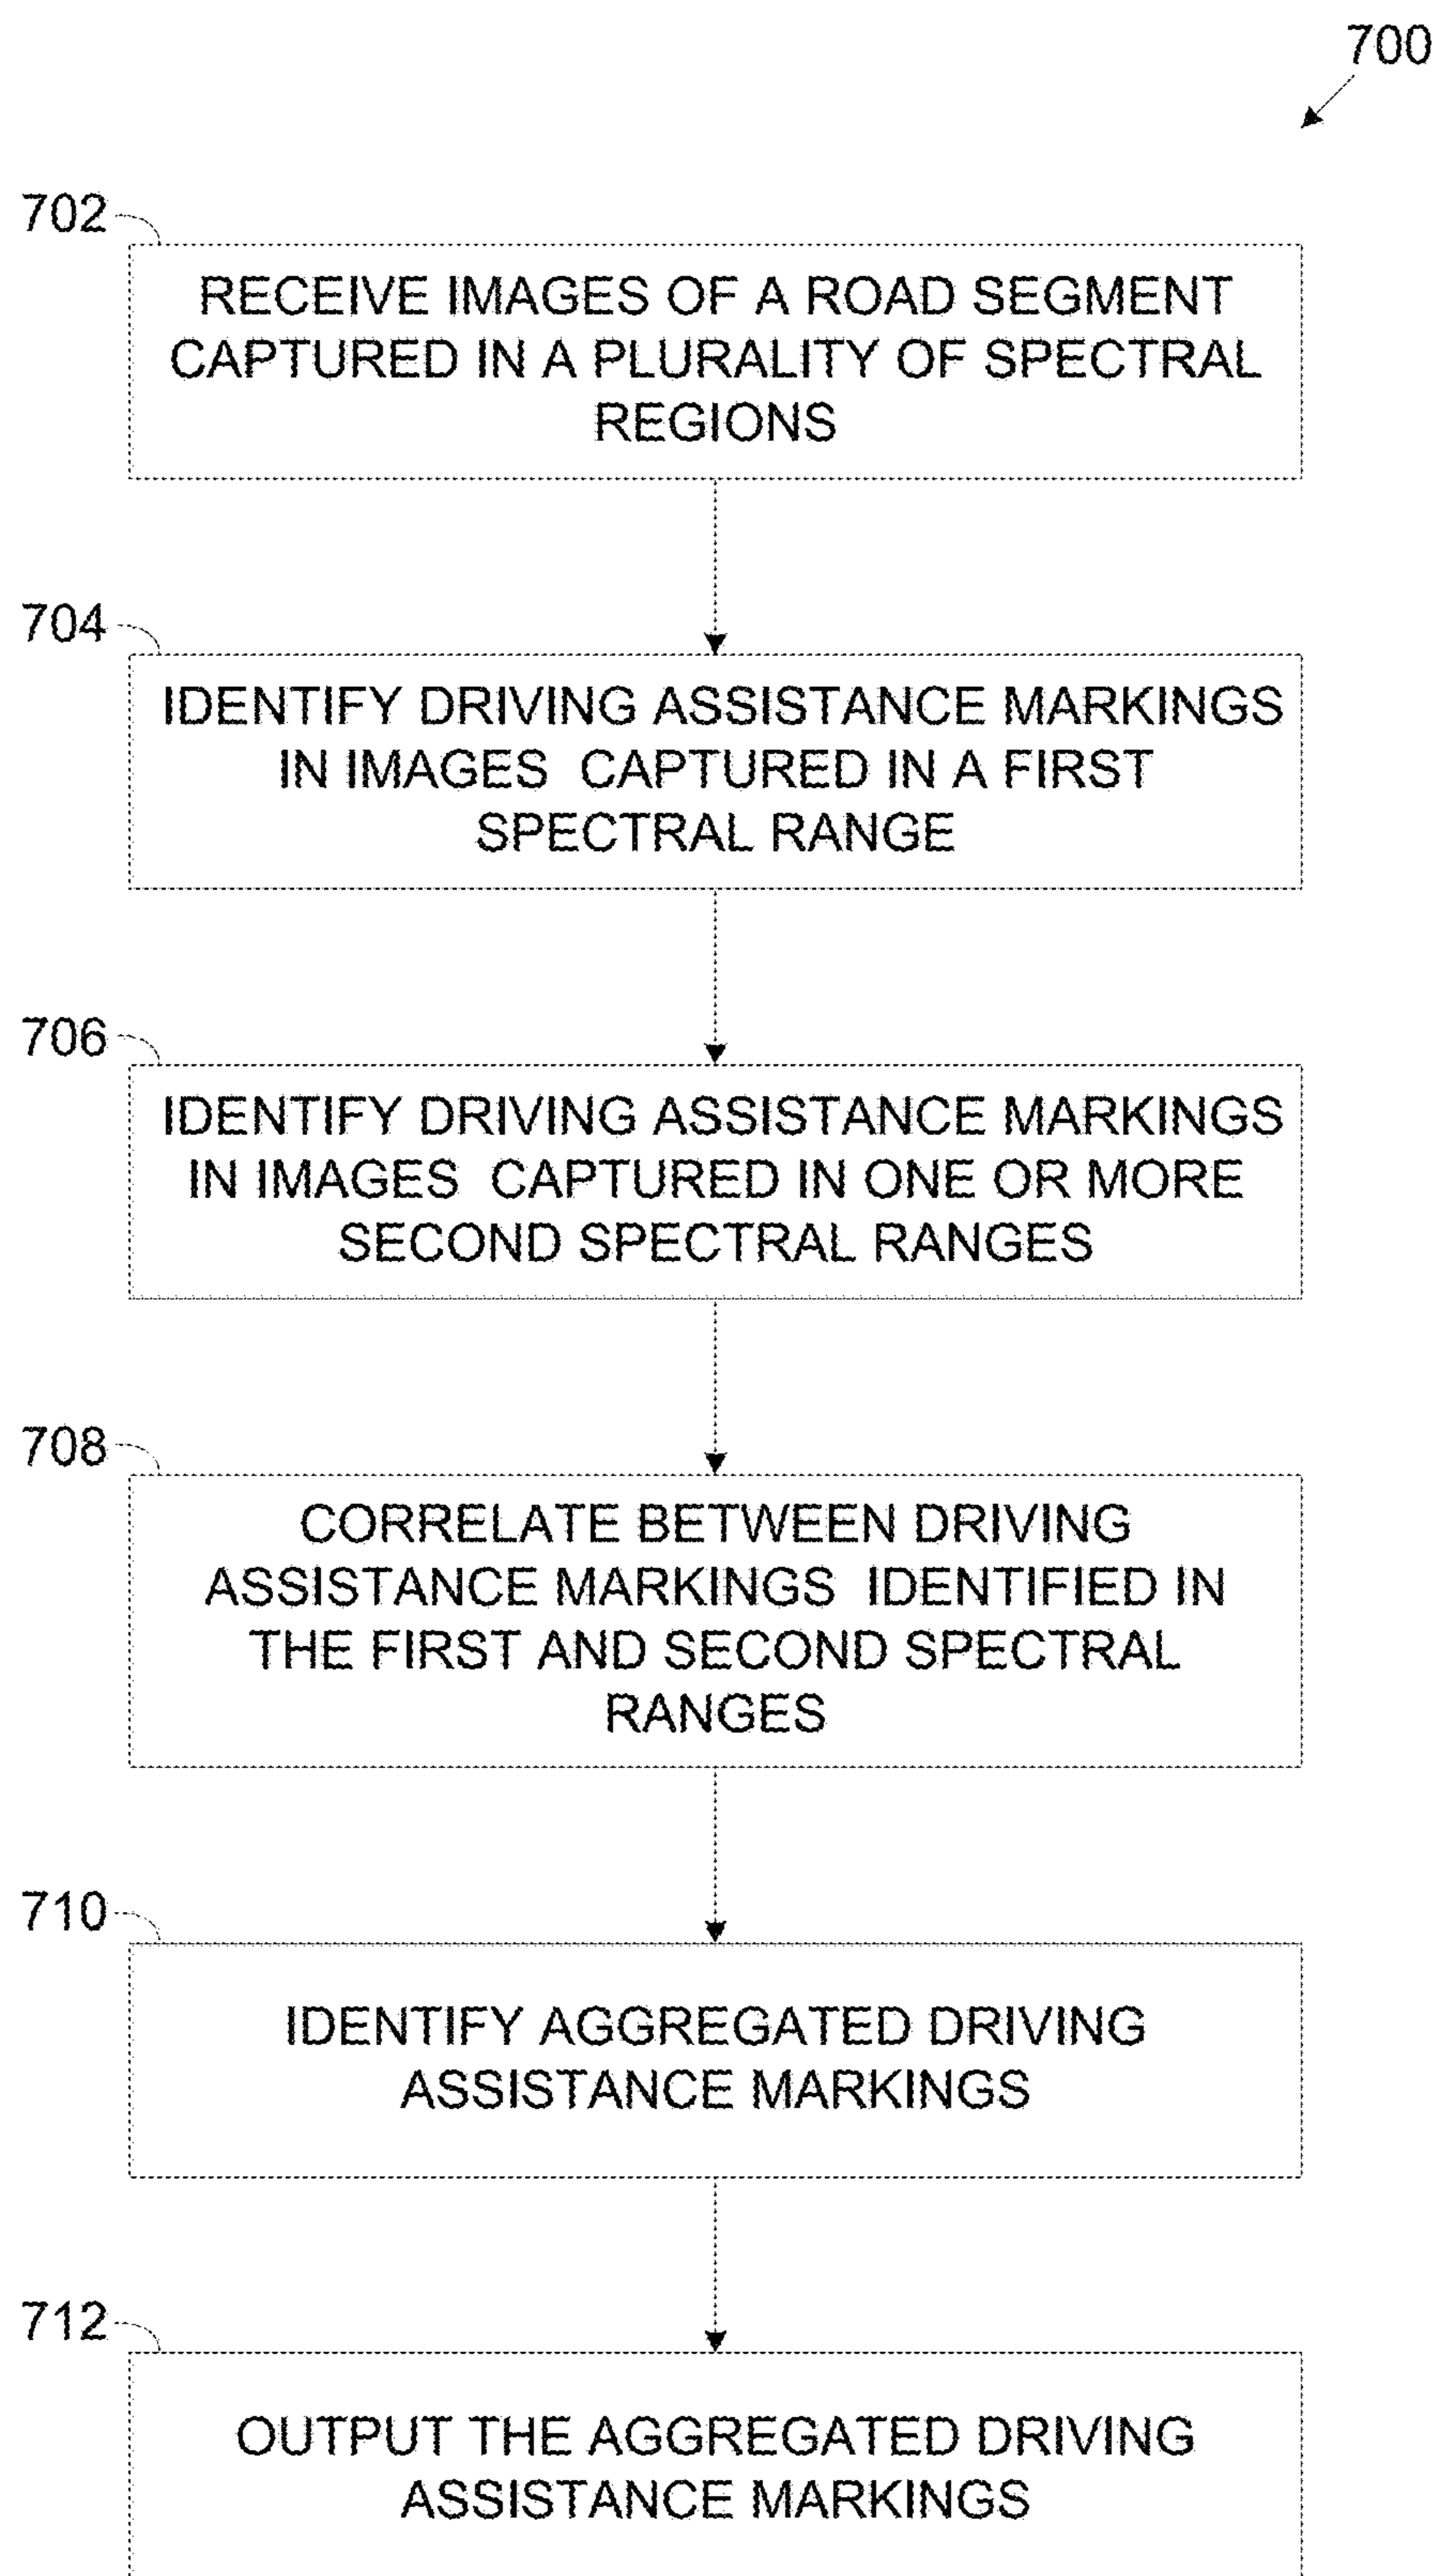 700
702
RECEIVE IMAGES OF A ROAD SEGMENT
CAPTURED IN A PLURALITY OF SPECTRAL
REGIONS
704
IDENTIFY DRIVING ASSISTANCE MARKINGS
IN IMAGES CAPTURED IN A FIRST
SPECTRAL RANGE
706
IDENTIFY DRIVING ASSISTANCE MARKINGS
IN IMAGES CAPTURED IN ONE OR MORE
SECOND SPECTRAL RANGES
708
CORRELATE BETWEEN DRIVING
ASSISTANCE MARKINGS IDENTIFIED IN
THE FIRST AND SECOND SPECTRAL
RANGES
710
IDENTIFY AGGREGATED DRIVING
ASSISTANCE MARKINGS
712
OUTPUT THE AGGREGATED DRIVING
ASSISTANCE MARKINGS